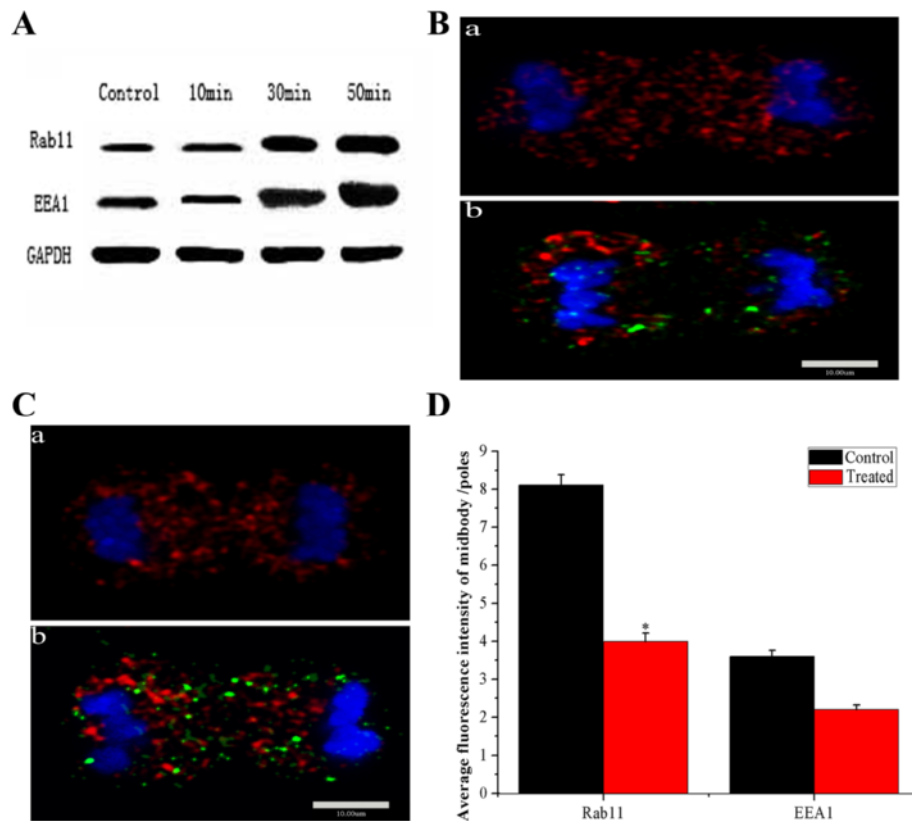 A
Control 10min 30min 50min
Rab11
EEA1
GAPDH
B
a
b
10.00um
C
a
b
10.00um
D
Average fluorescence intensity of midbody /poles
9
8
7
6
5
4
3
2
1
0
Control
Treated
*
Rab11 EEA1